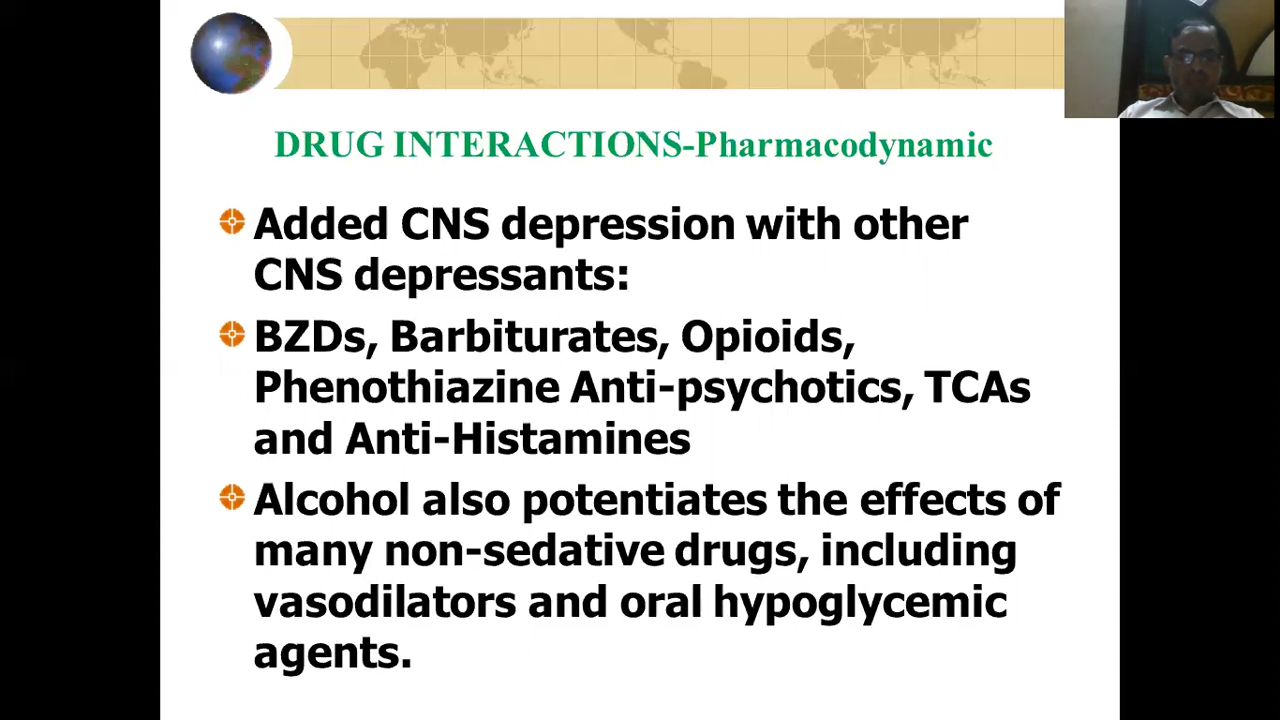 DRUG INTERACTIONS-Pharmacodynamic
Added CNS depression with other
CNS depressants:
BZDs, Barbiturates, Opioids,
Phenothiazine Anti-psychotics, TCAs
and Anti-Histamines
Alcohol also potentiates the effects of
many non-sedative drugs, including
vasodilators and oral hypoglycemic
agents.